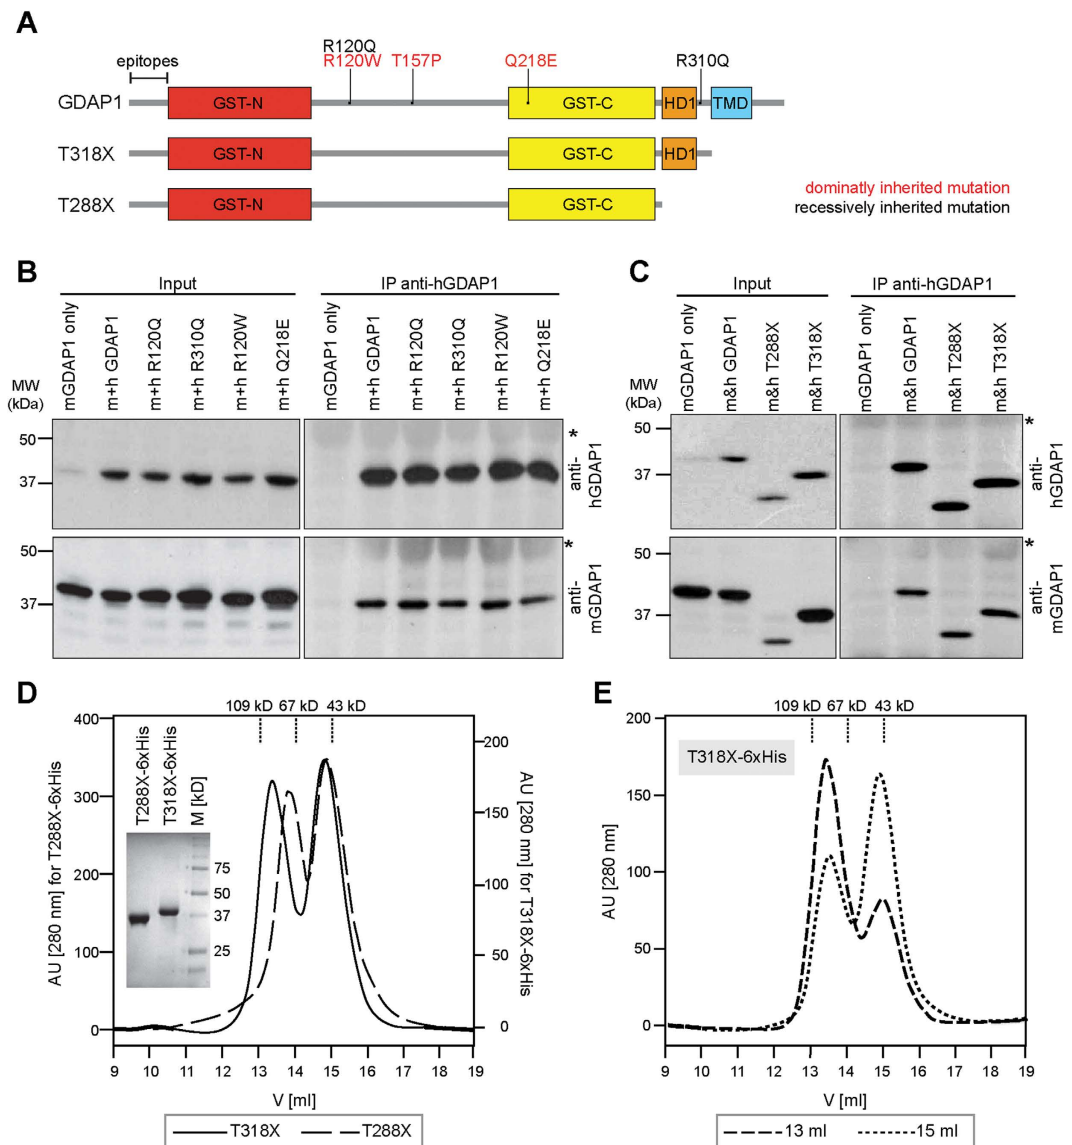 A
epitopes
R120Q
R120W T157P Q218E R310Q
GDAP1 GST-N GST-C HD1 TMD
T318X GST-N GST-C HD1
T288X GST-N GST-C
dominatly inherited mutation
recessively inherited mutation
B
Input IP anti-hGDAP1
MW
(kDa)
mGDAP1 only
m+h GDAP1
m+h R120Q
m+h R310Q
m+h R120W
m+h Q218E
mGDAP1 only
m+h GDAP1
m+h R120Q
m+h R310Q
m+h R120W
m+h Q218E
50
37
*
anti-
hGDAP1
50
37
*
anti-
mGDAP1
C
Input IP anti-hGDAP1
MW
(kDa)
mGDAP1 only
m&h GDAP1
m&h T288X
m&h T318X
mGDAP1 only
m&h GDAP1
m&h T288X
m&h T318X
50
37
*
anti-
hGDAP1
50
37
*
anti-
mGDAP1
D
109 kD 67 kD 43 kD
AU [280 nm] for T288X-6xHis
400
300
200
100
0
T288X-6xHis
T318X-6xHis
M [kD]
75
50
37
25
200
150
100
50
0
AU [280 nm] for T318X-6xHis
9 10 11 12 13 14 15 16 17 18 19
V [ml]
T318X T288X
E
109 kD 67 kD 43 kD
T318X-6xHis
AU [280 nm]
200
150
100
50
0
9 10 11 12 13 14 15 16 17 18 19
V [ml]
13 ml 15 ml